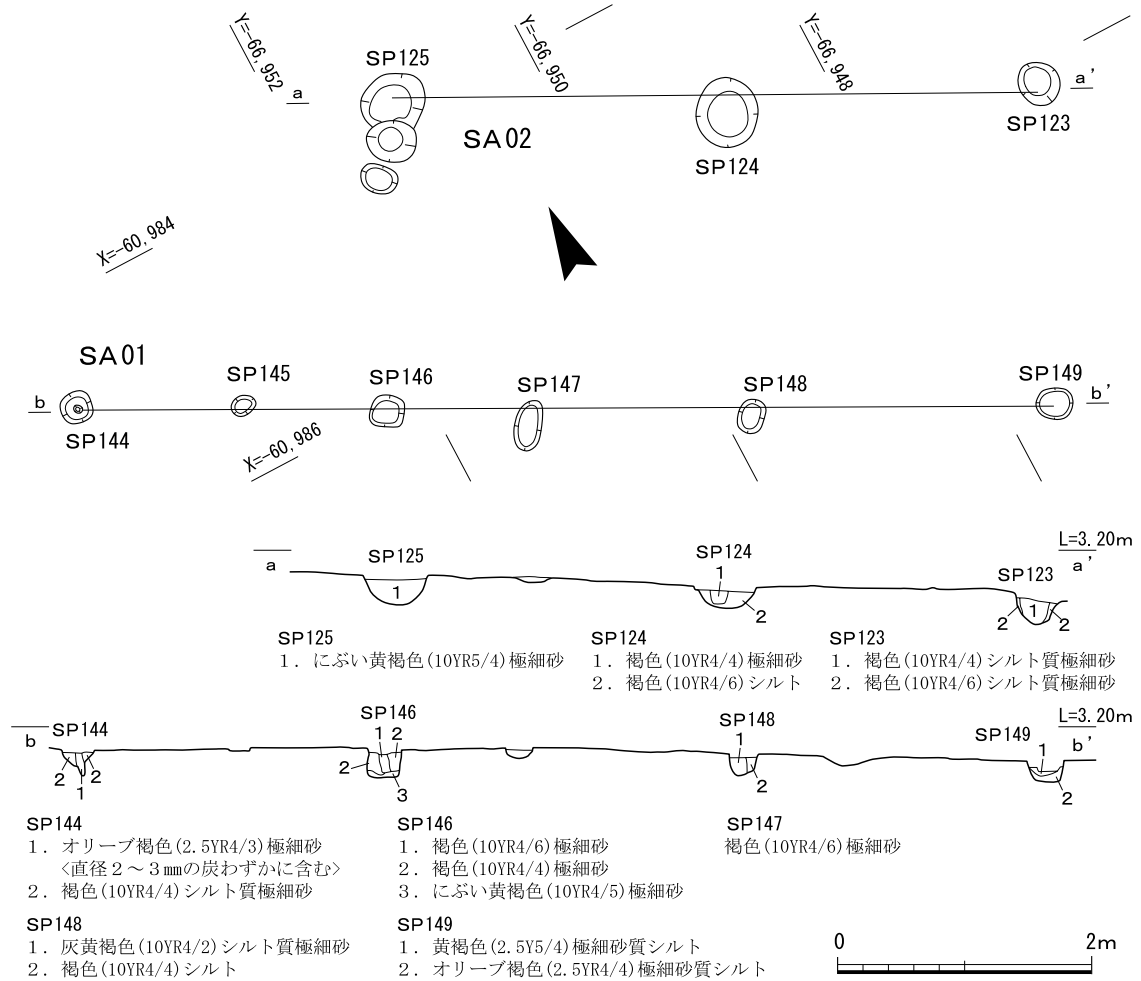 Y=-66,952
Y=-66,950
Y=-66,948
SP125
a
a'
SA02
SP124
SP123
X=-60,984
SA01
SP145
SP146
SP147
SP148
SP149
b
b'
SP144
X=-60,986
L=3.20m
a
SP125
SP124
SP123
a'
1
1
2
2
1
2
SP125
1．にぶい黄褐色(10YR5/4)極細砂
SP124
1．褐色(10YR4/4)極細砂
2．褐色(10YR4/6)シルト
SP123
1．褐色(10YR4/4)シルト質極細砂
2．褐色(10YR4/6)シルト質極細砂
L=3.20m
b
SP144
SP146
SP148
SP149
b'
2
2
1
1
2
2
3
1
2
1
2
SP144
1．オリーブ褐色(2.5YR4/3)極細砂
<直径２～３㎜の炭わずかに含む>
2．褐色(10YR4/4)シルト質極細砂
SP146
1．褐色(10YR4/6)極細砂
2．褐色(10YR4/4)極細砂
3．にぶい黄褐色(10YR4/5)極細砂
SP147
褐色(10YR4/6)極細砂
SP148
1．灰黄褐色(10YR4/2)シルト質極細砂
2．褐色(10YR4/4)シルト
SP149
1．黄褐色(2.5Y5/4)極細砂質シルト
2．オリーブ褐色(2.5YR4/4)極細砂質シルト
0
2m